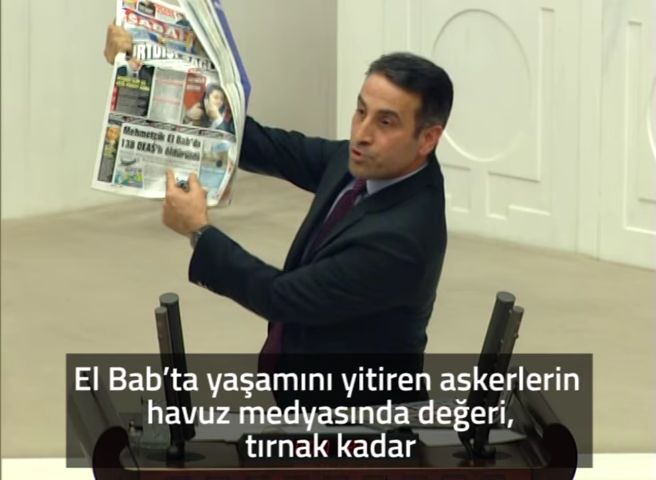 Mehmetçik El Bab'da
138 DEAŞ'lı öldürüldü
El Bab'ta yaşamını yitiren askerlerin
havuz medyasında değeri,
tırnak kadar